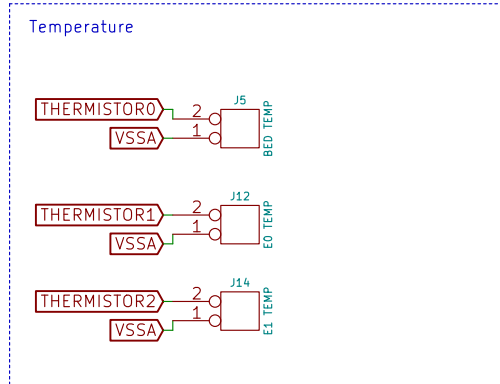 Temperature
J5
THERMISTOR0 2
VSSA 1
BED TEMP
J12
THERMISTOR1 2
VSSA 1
E0 TEMP
J14
THERMISTOR2 2
VSSA 1
E1 TEMP